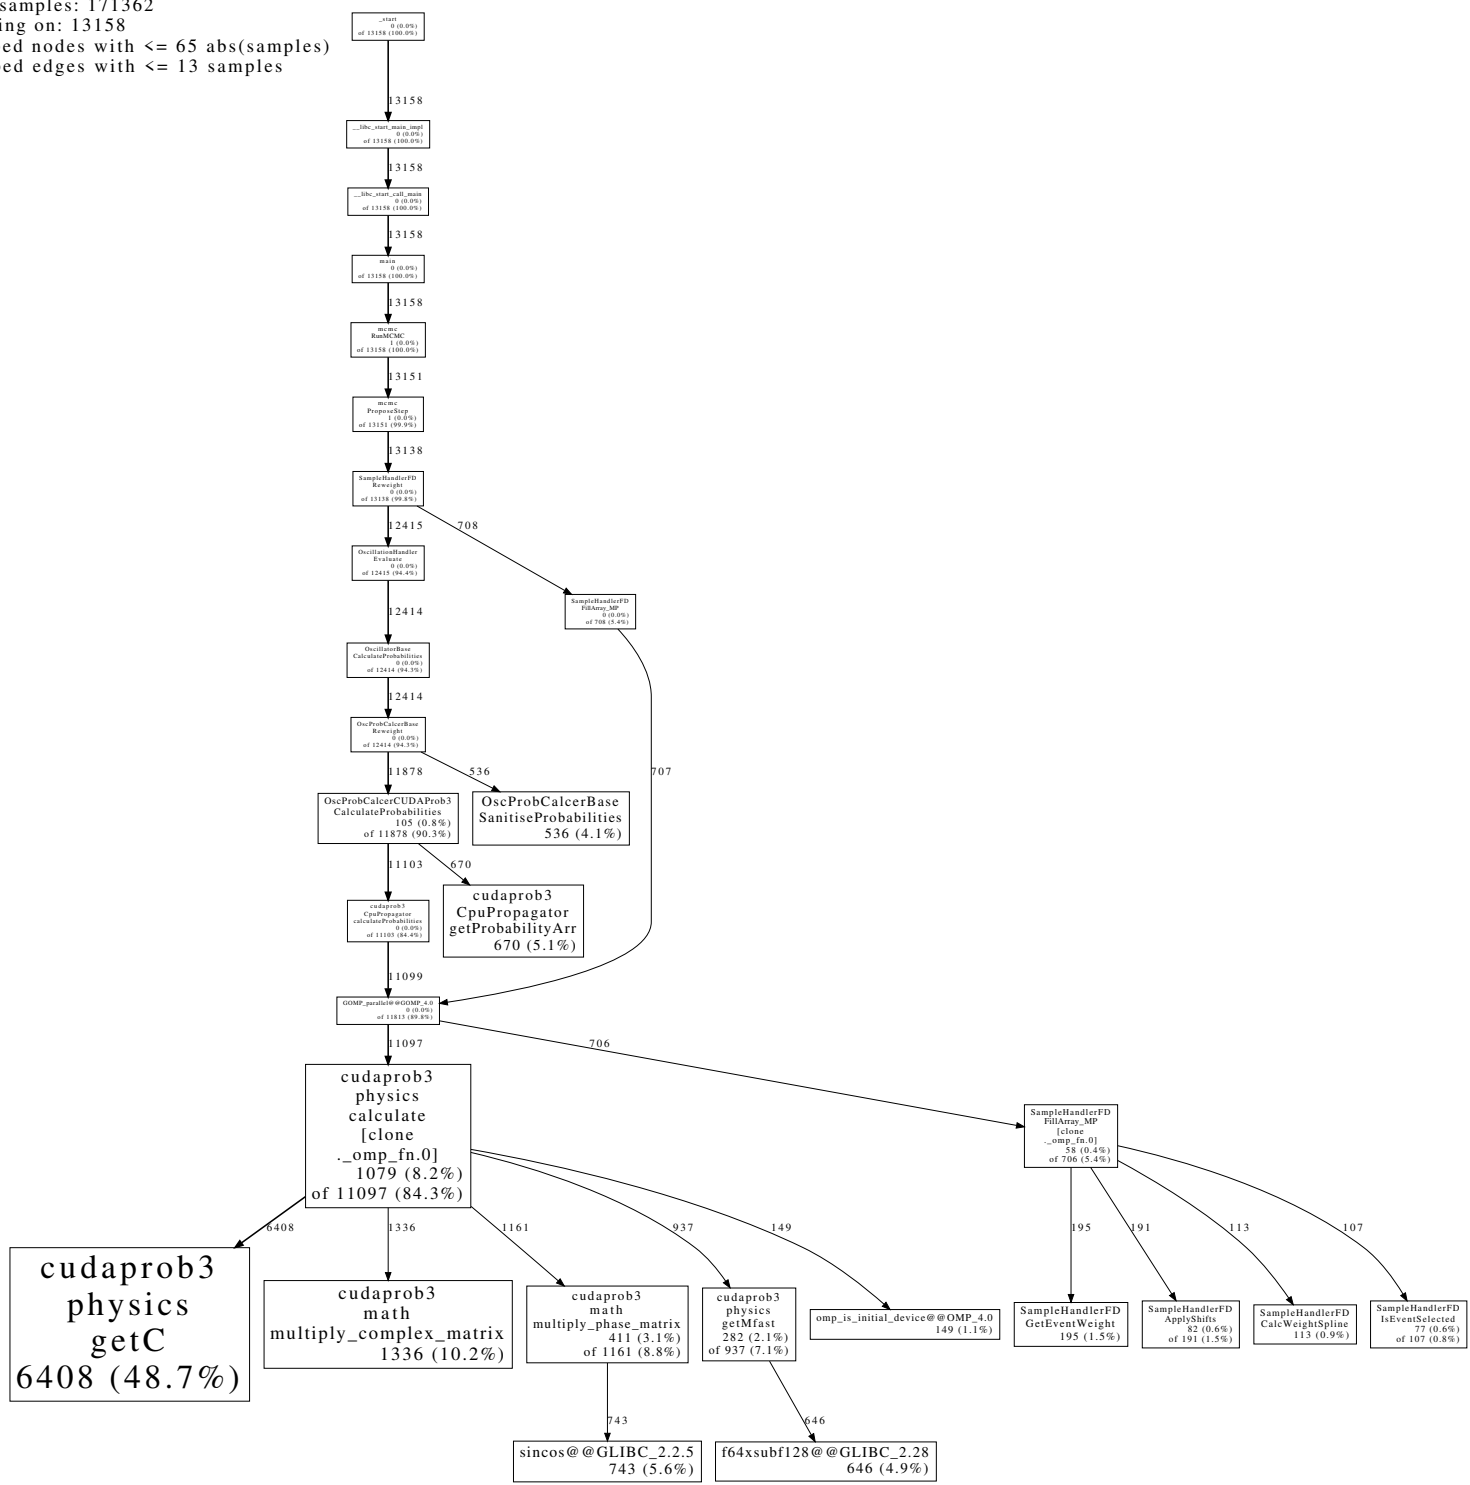 samples: 171362
ing on: 13158
ed nodes with <= 65 abs(samples)
ed edges with <= 13 samples
_start
0 (0.0%)
of 13158 (100.0%)
13158
__libc_start_main_impl
0 (0.0%)
of 13158 (100.0%)
13158
__libc_start_call_main
0 (0.0%)
of 13158 (100.0%)
13158
main
0 (0.0%)
of 13158 (100.0%)
13158
mcmc
RunMCMC
1 (0.0%)
of 13158 (100.0%)
13151
mcmc
ProposeStep
1 (0.0%)
of 13151 (99.9%)
13138
SampleHandlerFD
Reweight
0 (0.0%)
of 13138 (99.8%)
12415
708
OscillationHandler
Evaluate
0 (0.0%)
of 12415 (94.4%)
12414
SampleHandlerFD
FillArray_MP
0 (0.0%)
of 708 (5.4%)
OscillatorBase
CalculateProbabilities
0 (0.0%)
of 12414 (94.3%)
12414
OscProbCalcerBase
Reweight
0 (0.0%)
of 12414 (94.3%)
11878
536
707
OscProbCalcerCUDAProb3
CalculateProbabilities
105 (0.8%)
of 11878 (90.3%)
OscProbCalcerBase
SanitiseProbabilities
536 (4.1%)
11103
670
cudaprob3
CpuPropagator
calculateProbabilities
0 (0.0%)
of 11103 (84.4%)
cudaprob3
CpuPropagator
getProbabilityArr
670 (5.1%)
11099
GOMP_parallel@@GOMP_4.0
0 (0.0%)
of 11813 (89.8%)
11097
706
cudaprob3
physics
calculate
[clone
._omp_fn.0]
1079 (8.2%)
of 11097 (84.3%)
SampleHandlerFD
FillArray_MP
[clone
._omp_fn.0]
58 (0.4%)
of 706 (5.4%)
6408
1336
1161
937
149
195
191
113
107
cudaprob3
physics
getC
6408 (48.7%)
cudaprob3
math
multiply_complex_matrix
1336 (10.2%)
cudaprob3
math
multiply_phase_matrix
411 (3.1%)
of 1161 (8.8%)
cudaprob3
physics
getMfast
282 (2.1%)
of 937 (7.1%)
omp_is_initial_device@@OMP_4.0
149 (1.1%)
SampleHandlerFD
GetEventWeight
195 (1.5%)
SampleHandlerFD
ApplyShifts
82 (0.6%)
of 191 (1.5%)
SampleHandlerFD
CalcWeightSpline
113 (0.9%)
SampleHandlerFD
IsEventSelected
77 (0.6%)
of 107 (0.8%)
743
646
sincos@@GLIBC_2.2.5
743 (5.6%)
f64xsubf128@@GLIBC_2.28
646 (4.9%)